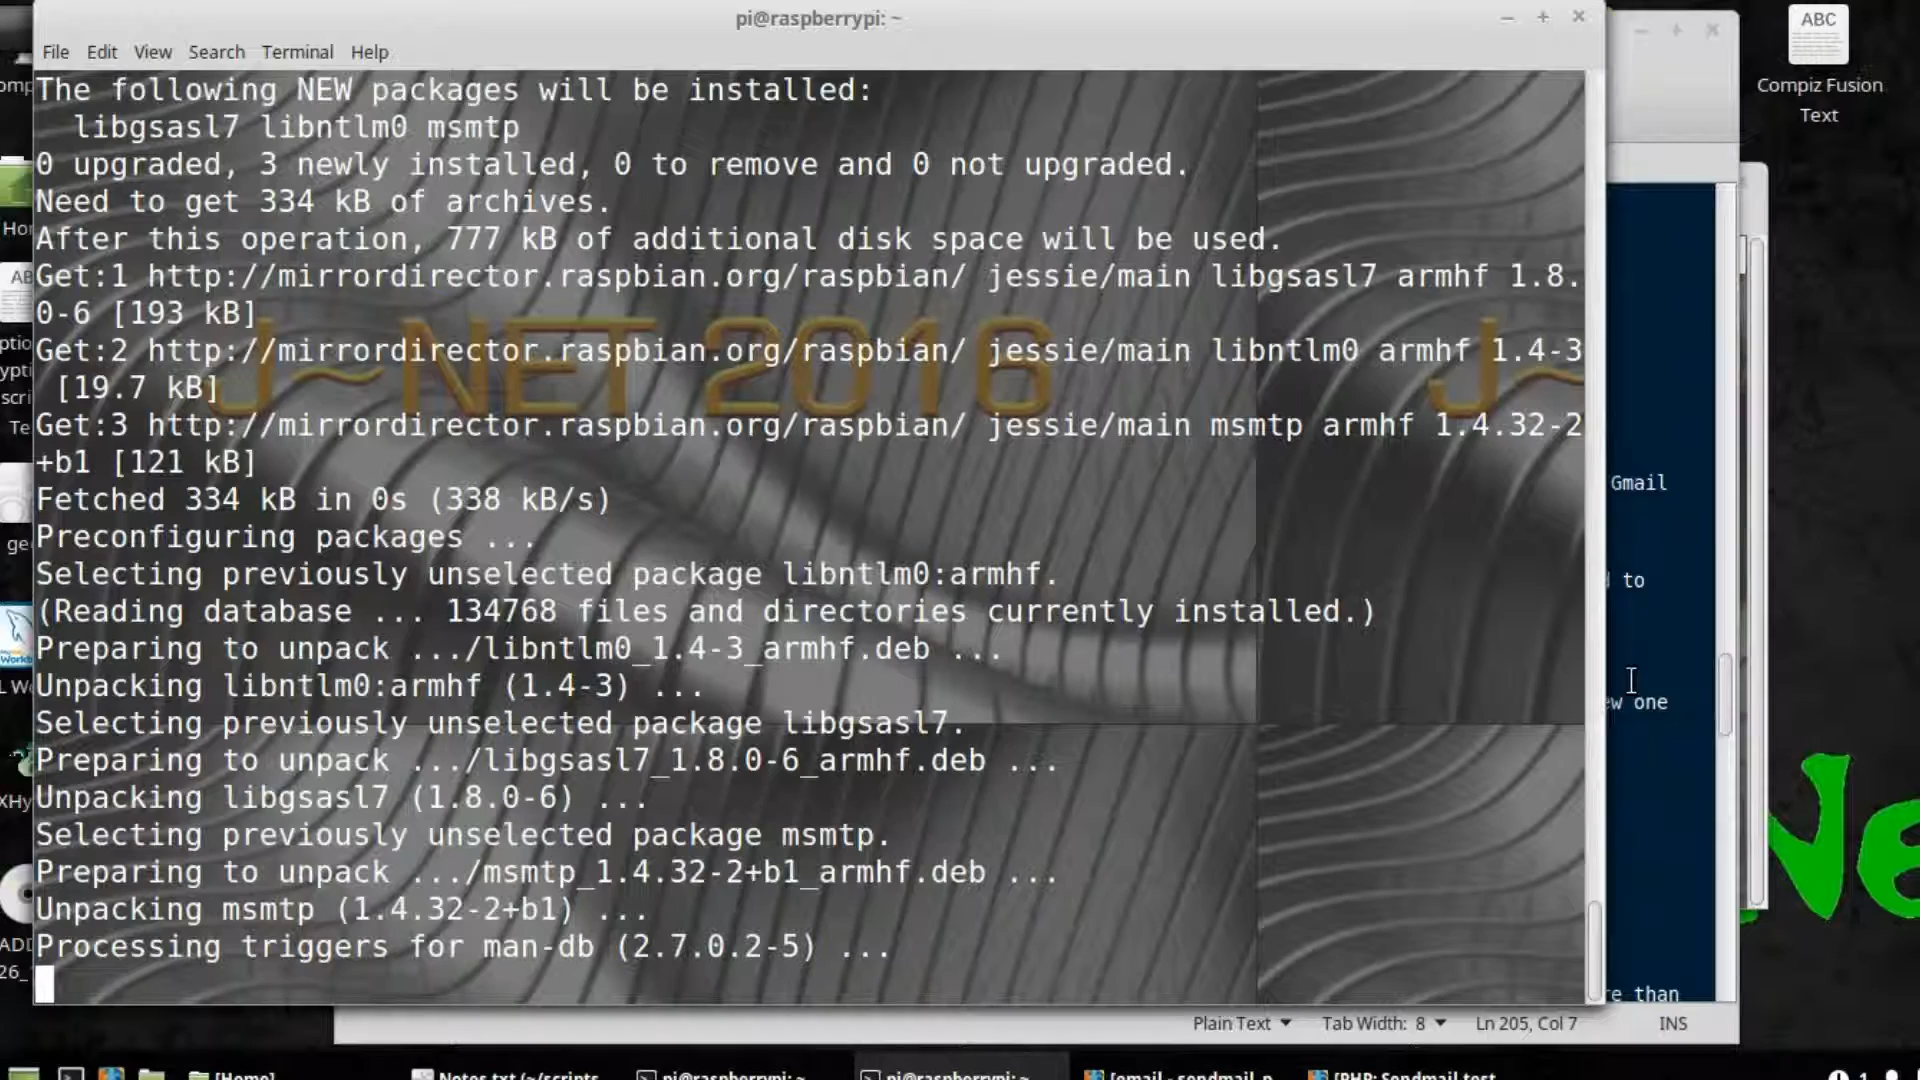 pi@raspberrypi: ~
File Edit View Search Terminal Help
The following NEW packages will be installed:
  libgsasl7 libntlm0 msmtp
0 upgraded, 3 newly installed, 0 to remove and 0 not upgraded.
Need to get 334 kB of archives.
After this operation, 777 kB of additional disk space will be used.
Get:1 http://mirrordirector.raspbian.org/raspbian/ jessie/main libgsasl7 armhf 1.8.
0-6 [193 kB]
Get:2 http://mirrordirector.raspbian.org/raspbian/ jessie/main libntlm0 armhf 1.4-3
 [19.7 kB]
Get:3 http://mirrordirector.raspbian.org/raspbian/ jessie/main msmtp armhf 1.4.32-2
+b1 [121 kB]
Fetched 334 kB in 0s (338 kB/s)
Preconfiguring packages ...
Selecting previously unselected package libntlm0:armhf.
(Reading database ... 134768 files and directories currently installed.)
Preparing to unpack .../libntlm0_1.4-3_armhf.deb ...
Unpacking libntlm0:armhf (1.4-3) ...
Selecting previously unselected package libgsasl7.
Preparing to unpack .../libgsasl7_1.8.0-6_armhf.deb ...
Unpacking libgsasl7 (1.8.0-6) ...
Selecting previously unselected package msmtp.
Preparing to unpack .../msmtp_1.4.32-2+b1_armhf.deb ...
Unpacking msmtp (1.4.32-2+b1) ...
Processing triggers for man-db (2.7.0.2-5) ...
J~NET 2016
J~
Gmail
to
one
than
ABC
Compiz Fusion
Text
Ne
Plain Text Tab Width: 8 Ln 205, Col 7 INS
[Home]
Notes.txt (~/scripts
pi@raspberrypi: ~
pi@raspberrypi: ~
[email - sendmail p
[PHP: Sendmail test
1